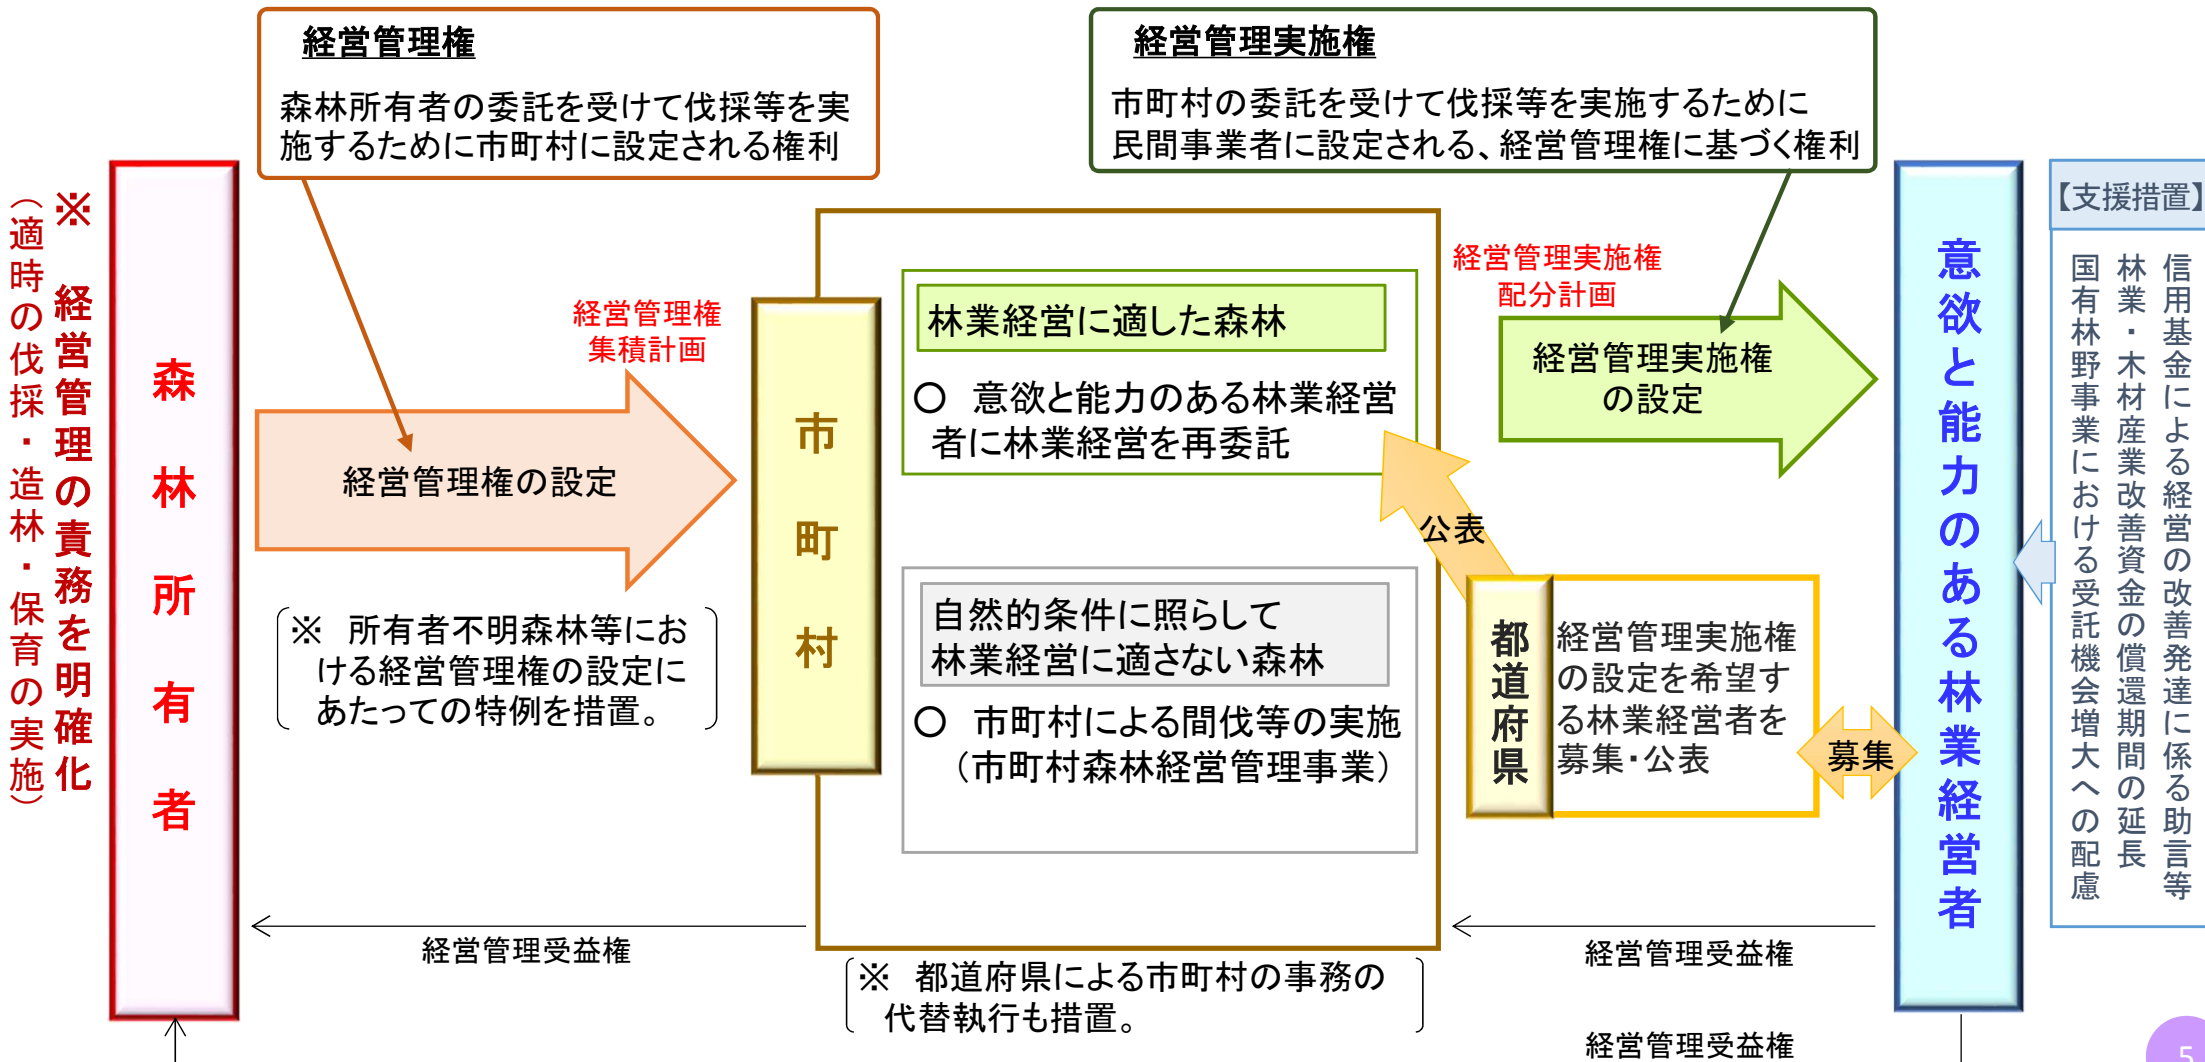 経営管理権
森林所有者の委託を受けて伐採等を実
施するために市町村に設定される権利
経営管理実施権
市町村の委託を受けて伐採等を実施するために
民間事業者に設定される、経営管理権に基づく権利
※　経営管理の責務を明確化
（適時の伐採・造林・保育の実施）
森林所有者
経営管理権
集積計画
経営管理権の設定
※　所有者不明森林等にお
ける経営管理権の設定に
あたっての特例を措置。
市町村
林業経営に適した森林
○　意欲と能力のある林業経営
者に林業経営を再委託
自然的条件に照らして
林業経営に適さない森林
○　市町村による間伐等の実施
（市町村森林経営管理事業）
経営管理実施権
配分計画
経営管理実施権
の設定
公表
都道府県
経営管理実施権
の設定を希望す
る林業経営者を
募集・公表
募集
意欲と能力のある林業経営者
【支援措置】
信用基金による経営の改善発達に係る助言等
林業・木材産業改善資金の償還期間の延長
国有林野事業における受託機会増大への配慮
経営管理受益権
経営管理受益権
※　都道府県による市町村の事務の
代替執行も措置。
経営管理受益権
5